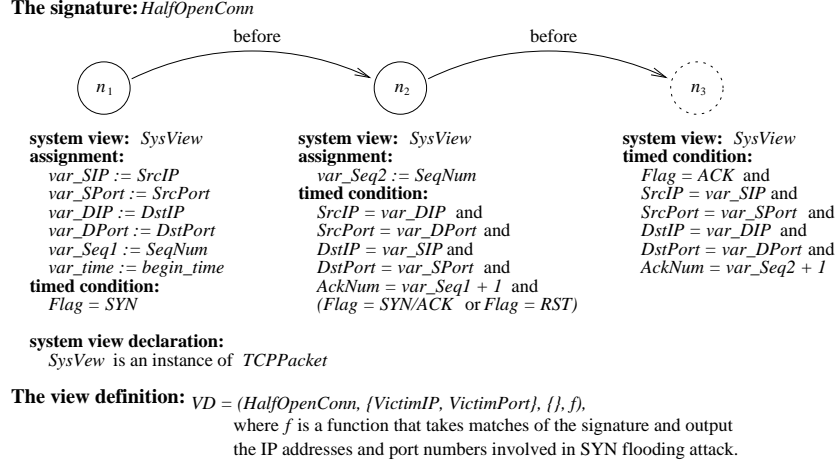 The signature: HalfOpenConn
before before
n1 n2 n3
system view: SysView
assignment:
var_SIP := SrcIP
var_SPort := SrcPort
var_DIP := DstIP
var_DPort := DstPort
var_Seq1 := SeqNum
var_time := begin_time
timed condition:
Flag = SYN
system view: SysView
assignment:
var_Seq2 := SeqNum
timed condition:
SrcIP = var_DIP and
SrcPort = var_DPort and
DstIP = var_SIP and
DstPort = var_SPort and
AckNum = var_Seq1 + 1 and
(Flag = SYN/ACK or Flag = RST)
system view: SysView
timed condition:
Flag = ACK and
SrcIP = var_SIP and
SrcPort = var_SPort and
DstIP = var_DIP and
DstPort = var_DPort and
AckNum = var_Seq2 + 1
system view declaration:
SysVew is an instance of TCPPacket
The view definition: VD = (HalfOpenConn, {VictimIP, VictimPort}, {}, f),
where f is a function that takes matches of the signature and output
the IP addresses and port numbers involved in SYN flooding attack.